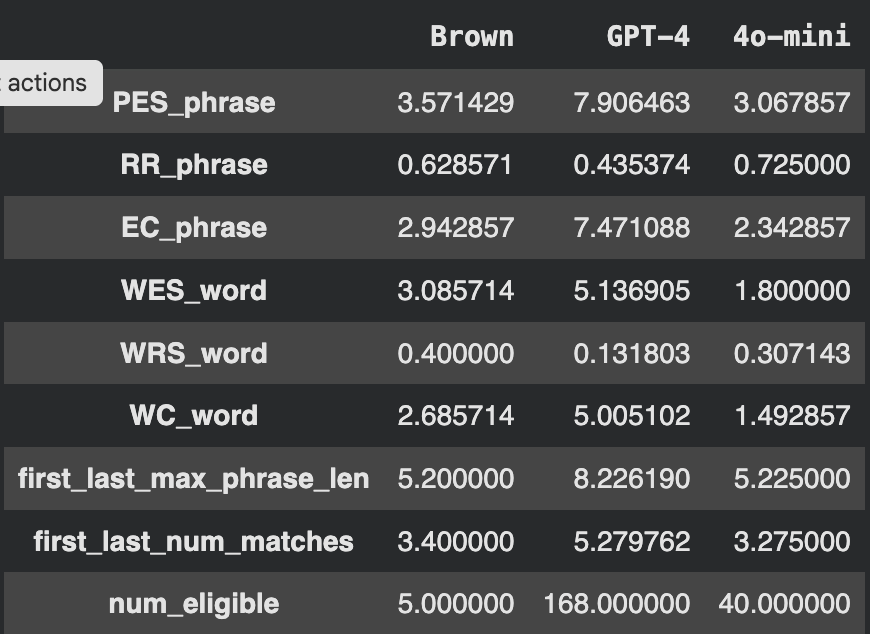 Brown GPT-4 4o-mini
actions
PES_phrase 3.571429 7.906463 3.067857
RR_phrase 0.628571 0.435374 0.725000
EC_phrase 2.942857 7.471088 2.342857
WES_word 3.085714 5.136905 1.800000
WRS_word 0.400000 0.131803 0.307143
WC_word 2.685714 5.005102 1.492857
first_last_max_phrase_len 5.200000 8.226190 5.225000
first_last_num_matches 3.400000 5.279762 3.275000
num_eligible 5.000000 168.000000 40.000000